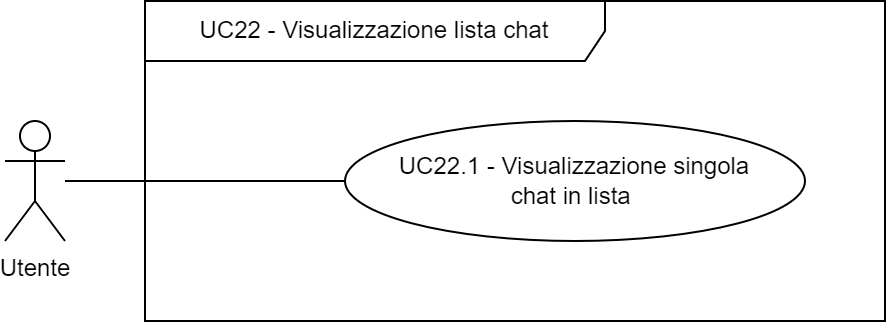 UC22 - Visualizzazione lista chat
UC22.1 - Visualizzazione singola
chat in lista
Utente